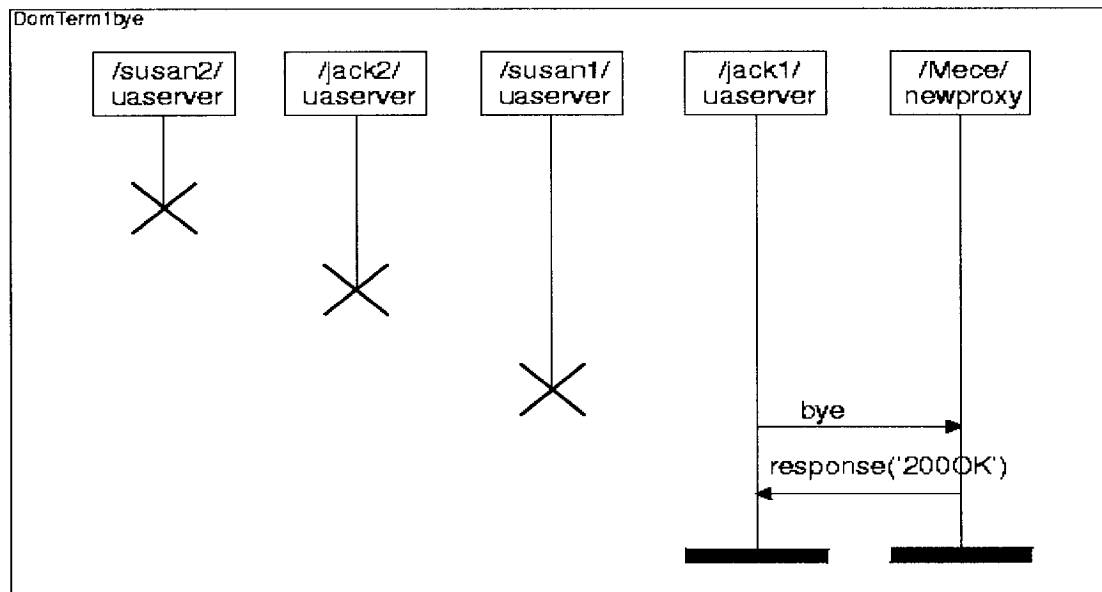 DomTerm1bye
/susan2/
uaserver
/jack2/
uaserver
/susan1/
uaserver
/jack1/
uaserver
/Mece/
newproxy
bye
response('200OK')